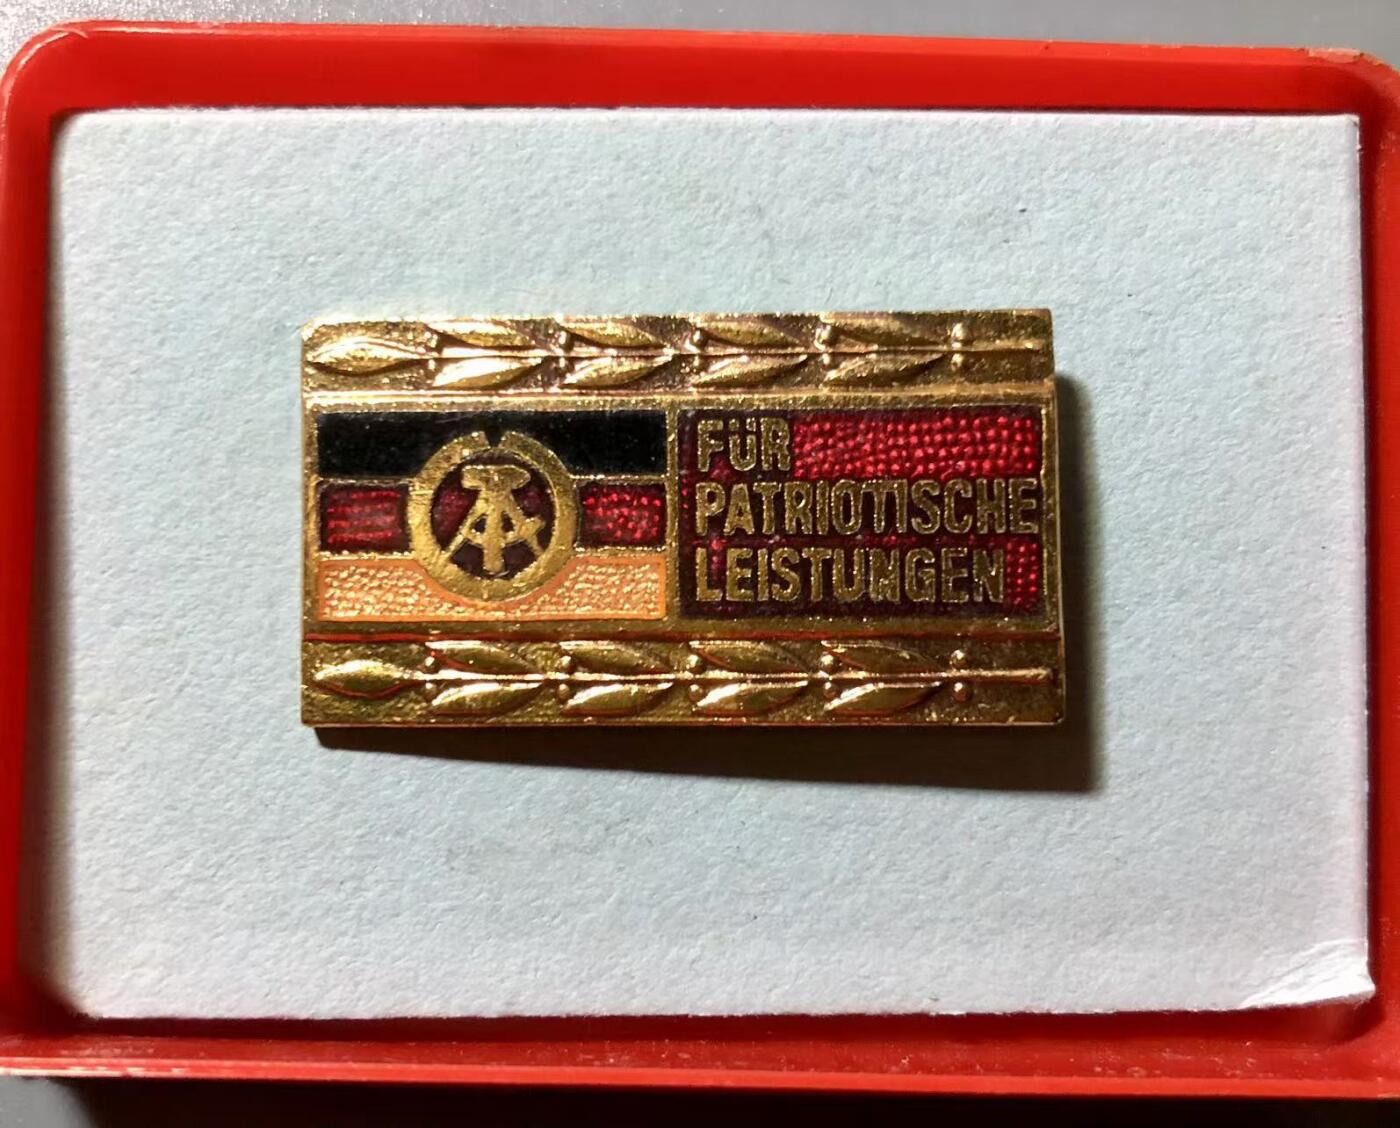 FÜR
PATRIOTISCHE
LEISTUNGEN